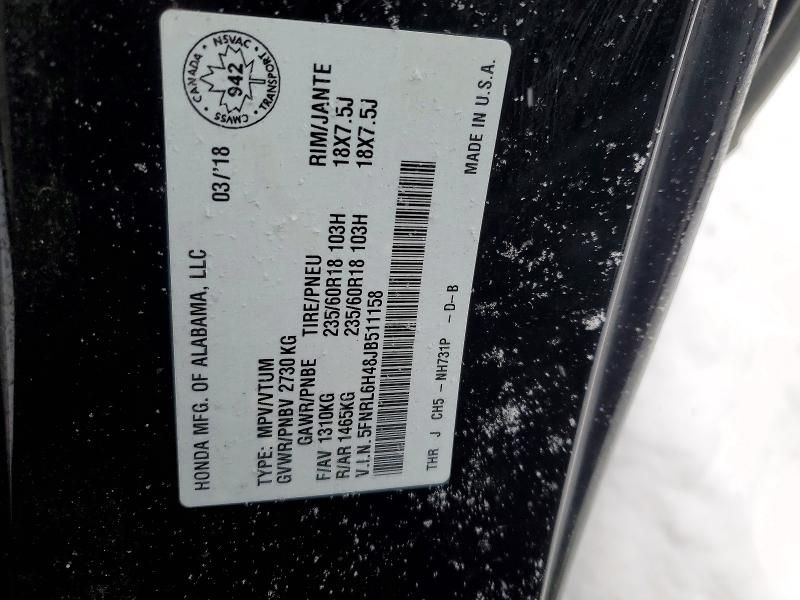 HONDA MFG. OF ALABAMA, LLC 03/'18
CANADA • NSVAC • TRANSPORT • CMVSS •
942
TYPE: MPV/VTUM
GVWR/PNBV 2730 KG
GAWR/PNBE TIRE/PNEU RIM/JANTE
F/AV 1310KG 235/60R18 103H 18X7.5J
R/AR 1465KG 235/60R18 103H 18X7.5J
V.I.N. 5FNRL6H48JB511158
THR J CH5 - NH731P - D-B MADE IN U.S.A.